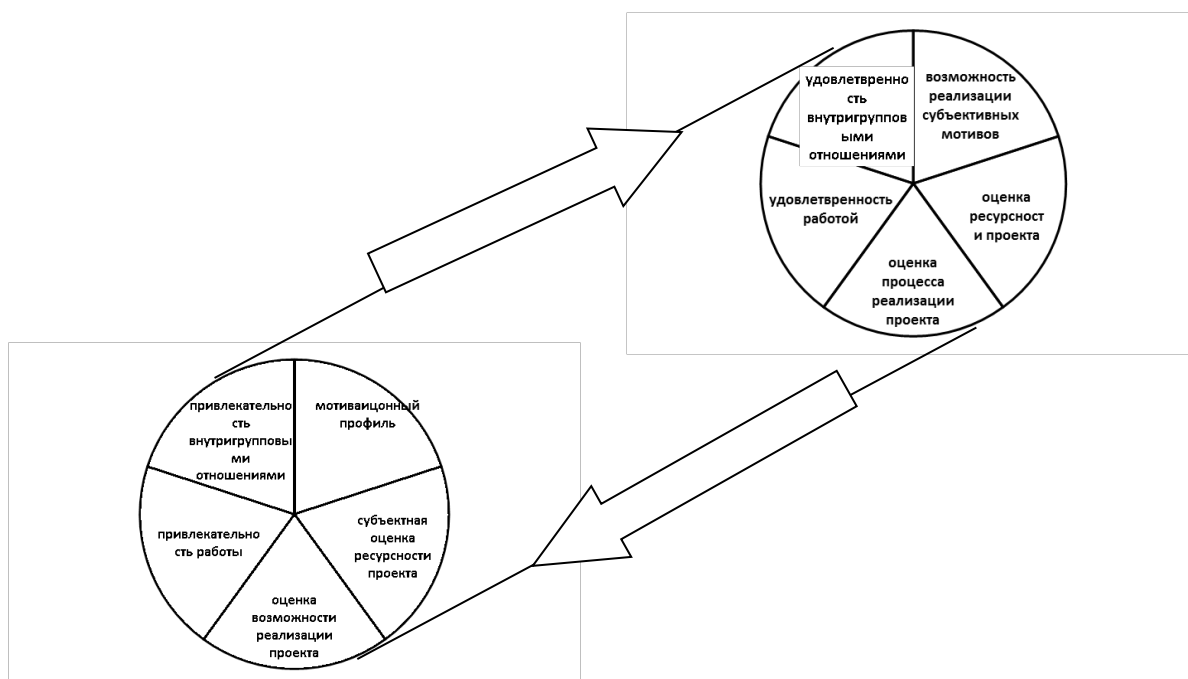 удовлетвренно
сть
внутригрупп
ыми
отношениями
возможность
реализации
субъективных
мотивов
удовлетвренность
работой
оценка
ресурсност
и проекта
оценка
процесса
реализации
проекта
привлекательно
сть
внутригрупповы
ми
отношениями
мотиваицонный
профиль
привлекательно
сть работы
субъектная
оценка
ресурсности
проекта
оценка
возможности
реализации
проекта